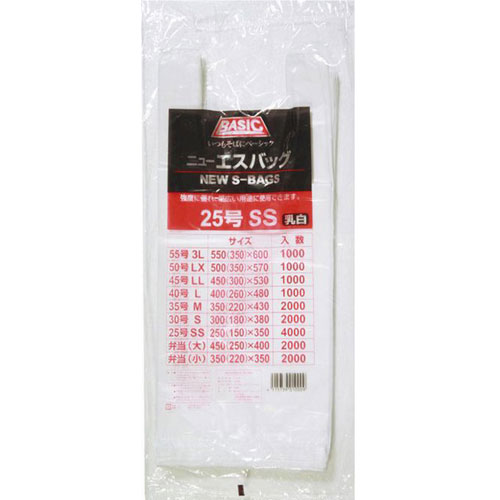 BASIC
いつもそばにベーシック
ニューエスバッグ
NEW S-BAGS
強度に優れ、幅広い用途に使用できます。
25号 SS 乳白
サイズ 入数
55号 3L 550(350)×600 1000
50号 LX 500(350)×570 1000
45号 LL 450(300)×530 1000
40号 L 400(260)×480 1000
35号 M 350(220)×430 2000
30号 S 300(180)×380 2000
25号 SS 250(150)×350 4000
弁当(大) 450(250)×400 2000
弁当(小) 350(220)×350 2000